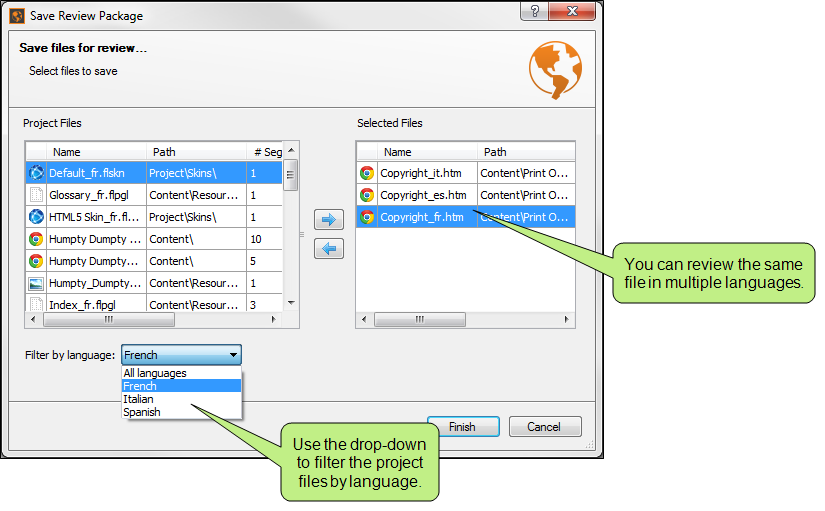 Save Review Package
Save files for review...
Select files to save
Project Files
Name Path # Seg
Default_fr.flskn Project\Skins\ 1
Glossary_fr.flpgl Content\Resour... 1
HTML5 Skin_fr.fl... Project\Skins\ 1
Humpty Dumpty ... Content\ 10
Humpty Dumpty... Content\ 5
Humpty_Dumpty... Content\Resour... 1
Index_fr.flpgl Content\Resour... 3
Selected Files
Name Path
Copyright_it.htm Content\Print O...
Copyright_es.htm Content\Print O...
Copyright_fr.htm Content\Print O...
You can review the same
file in multiple languages.
Filter by language: French
All languages
French
Italian
Spanish
Use the drop-down
to filter the project
files by language.
Finish Cancel